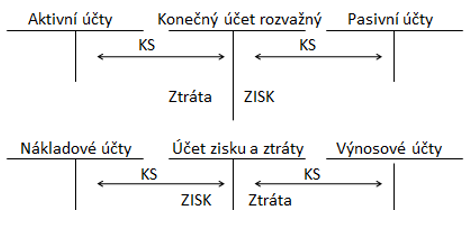 Aktivní účty Konečný účet rozvažný Pasivní účty
KS KS
Ztráta ZISK
Nákladové účty Účet zisku a ztráty Výnosové účty
KS KS
ZISK Ztráta